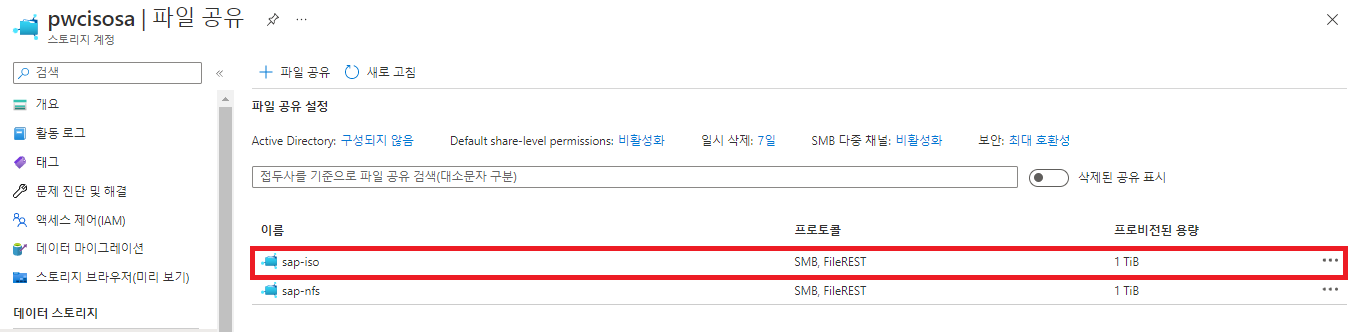 pwcisosa | 파일 공유
스토리지 계정
검색
개요
활동 로그
태그
문제 진단 및 해결
액세스 제어(IAM)
데이터 마이그레이션
스토리지 브라우저(미리 보기)
데이터 스토리지
파일 공유 새로 고침
파일 공유 설정
Active Directory: 구성되지 않음 Default share-level permissions: 비활성화 일시 삭제: 7일 SMB 다중 채널: 비활성화 보안: 최대 호환성
접두사를 기준으로 파일 공유 검색(대소문자 구분) 삭제된 공유 표시
이름 프로토콜 프로비전된 용량
sap-iso SMB, FileREST 1 TiB
sap-nfs SMB, FileREST 1 TiB